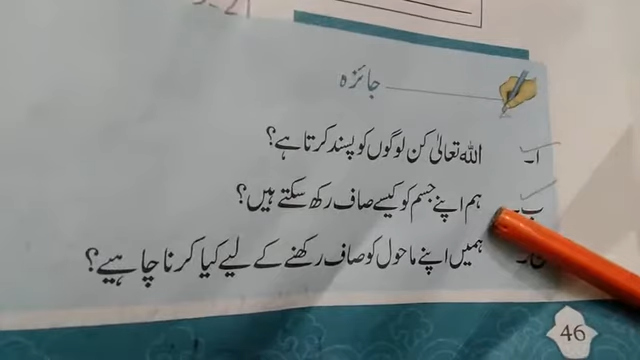 جائزہ
ا۔ اللہ تعالیٰ کن لوگوں کو پسند کرتا ہے؟
ب۔ ہم اپنے جسم کو کیسے صاف رکھ سکتے ہیں؟
ہمیں اپنے ماحول کو صاف رکھنے کے لیے کیا کرنا چاہیے؟
46